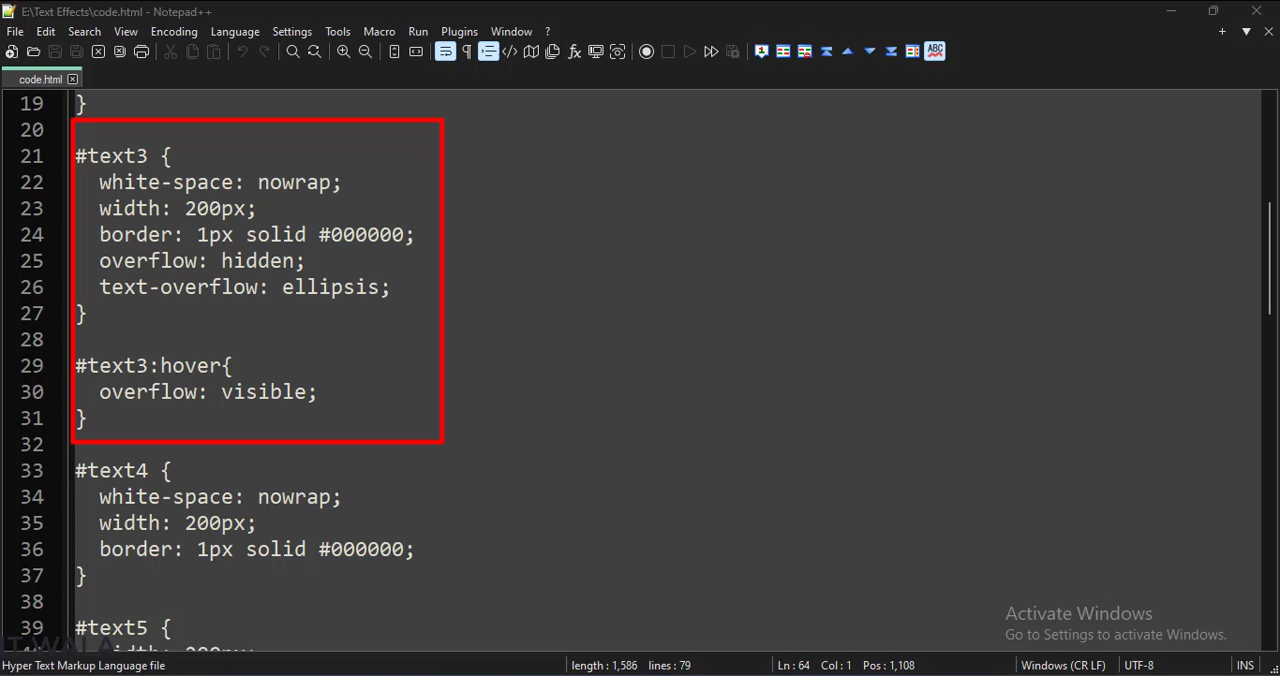 E:\Text Effects\code.html - Notepad++
File Edit Search View Encoding Language Settings Tools Macro Run Plugins Window ?
code.html
19 }
20
21 #text3 {
22 white-space: nowrap;
23 width: 200px;
24 border: 1px solid #000000;
25 overflow: hidden;
26 text-overflow: ellipsis;
27 }
28
29 #text3:hover{
30 overflow: visible;
31 }
32
33 #text4 {
34 white-space: nowrap;
35 width: 200px;
36 border: 1px solid #000000;
37 }
38
39 #text5 {
Activate Windows
Go to Settings to activate Windows.
IT WALA
Hyper Text Markup Language file length : 1,586 lines : 79 Ln : 64 Col : 1 Pos : 1,108 Windows (CR LF) UTF-8 INS